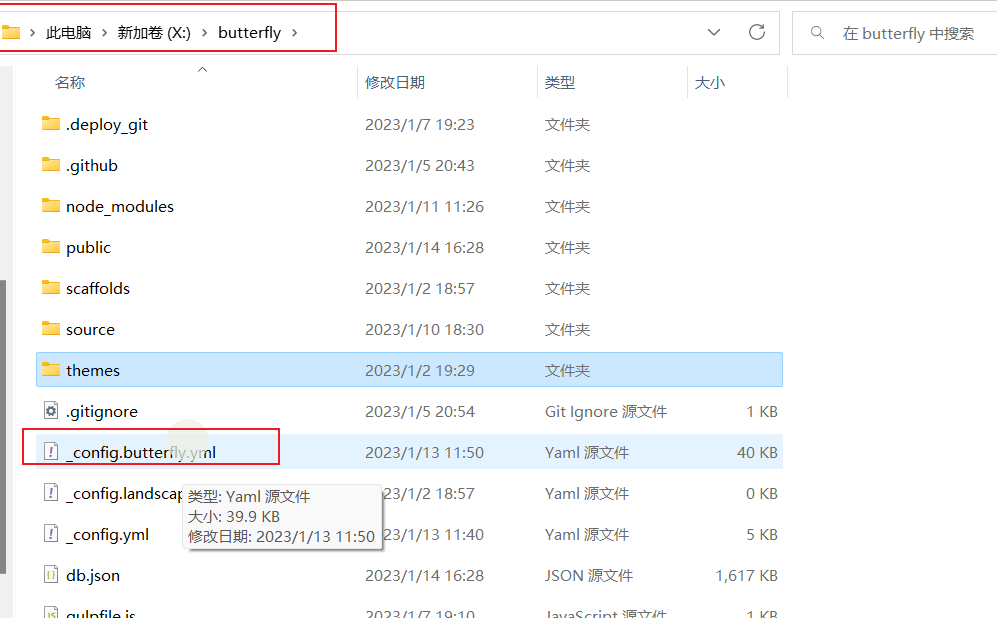 此电脑 > 新加卷 (X:) > butterfly >
在 butterfly 中搜索
名称 修改日期 类型 大小
.deploy_git 2023/1/7 19:23 文件夹
.github 2023/1/5 20:43 文件夹
node_modules 2023/1/11 11:26 文件夹
public 2023/1/14 16:28 文件夹
scaffolds 2023/1/2 18:57 文件夹
source 2023/1/10 18:30 文件夹
themes 2023/1/2 19:29 文件夹
.gitignore 2023/1/5 20:54 Git Ignore 源文件 1 KB
_config.butterfly.yml 2023/1/13 11:50 Yaml 源文件 40 KB
_config.landscap 23/1/2 18:57 Yaml 源文件 0 KB
类型: Yaml 源文件
大小: 39.9 KB
修改日期: 2023/1/13 11:50
_config.yml 23/1/13 11:40 Yaml 源文件 5 KB
db.json 2023/1/14 16:28 JSON 源文件 1,617 KB
gulpfile.js 2023/1/7 19:10 JavaScript 源文件 1 KB